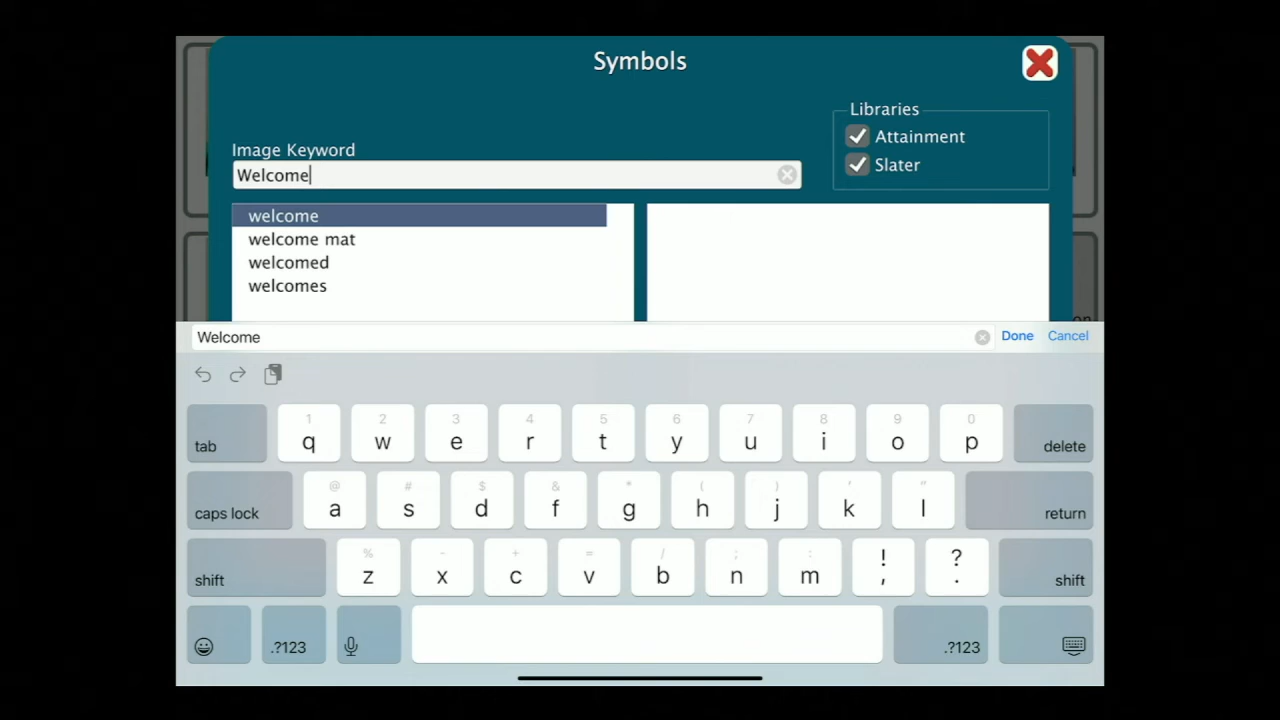 Symbols
Libraries
Attainment
Slater
Image Keyword
Welcome
welcome
welcome mat
welcomed
welcomes
on
Welcome
Done Cancel
1 2 3 4 5 6 7 8 9 0
tab q w e r t y u i o p delete
@ # $ & * ( ) ' "
caps lock a s d f g h j k l return
% - + = / ; : ! ?
shift z x c v b n m , . shift
.?123 .?123